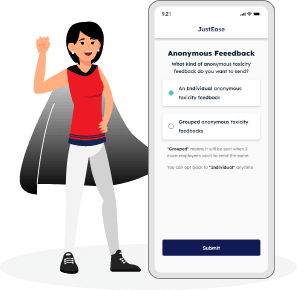 9:21
JustEase
Anonymous Feeedback
What kind of anonymous toxicity
feedback do you want to send?
An Individual anonymous
toxicity feedback
Grouped anonymous toxicity
feedbacks
"Grouped" means it will be sent when 2
more employees want to send the same.
You can opt back to "Individual" anytime
Submit